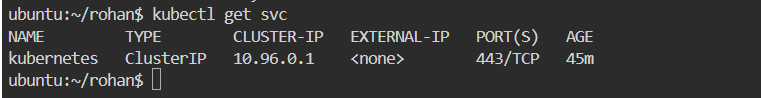 ubuntu:~/rohan$ kubectl get svc
NAME         TYPE        CLUSTER-IP   EXTERNAL-IP   PORT(S)   AGE
kubernetes   ClusterIP   10.96.0.1    <none>        443/TCP   45m
ubuntu:~/rohan$